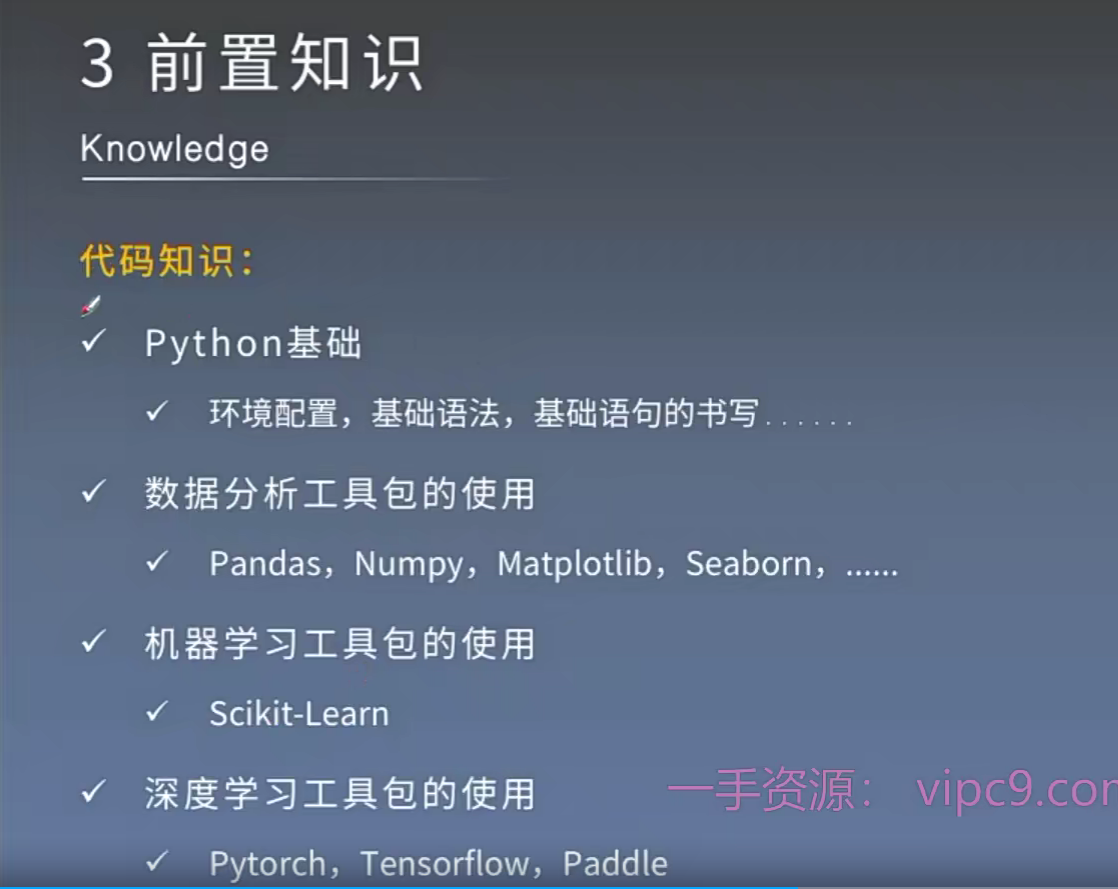 3 前置知识
Knowledge
代码知识：
✓ Python基础
✓ 环境配置，基础语法，基础语句的书写......
✓ 数据分析工具包的使用
✓ Pandas，Numpy，Matplotlib，Seaborn，......
✓ 机器学习工具包的使用
✓ Scikit-Learn
✓ 深度学习工具包的使用
一手资源： vipc9.com
✓ Pytorch，Tensorflow，Paddle